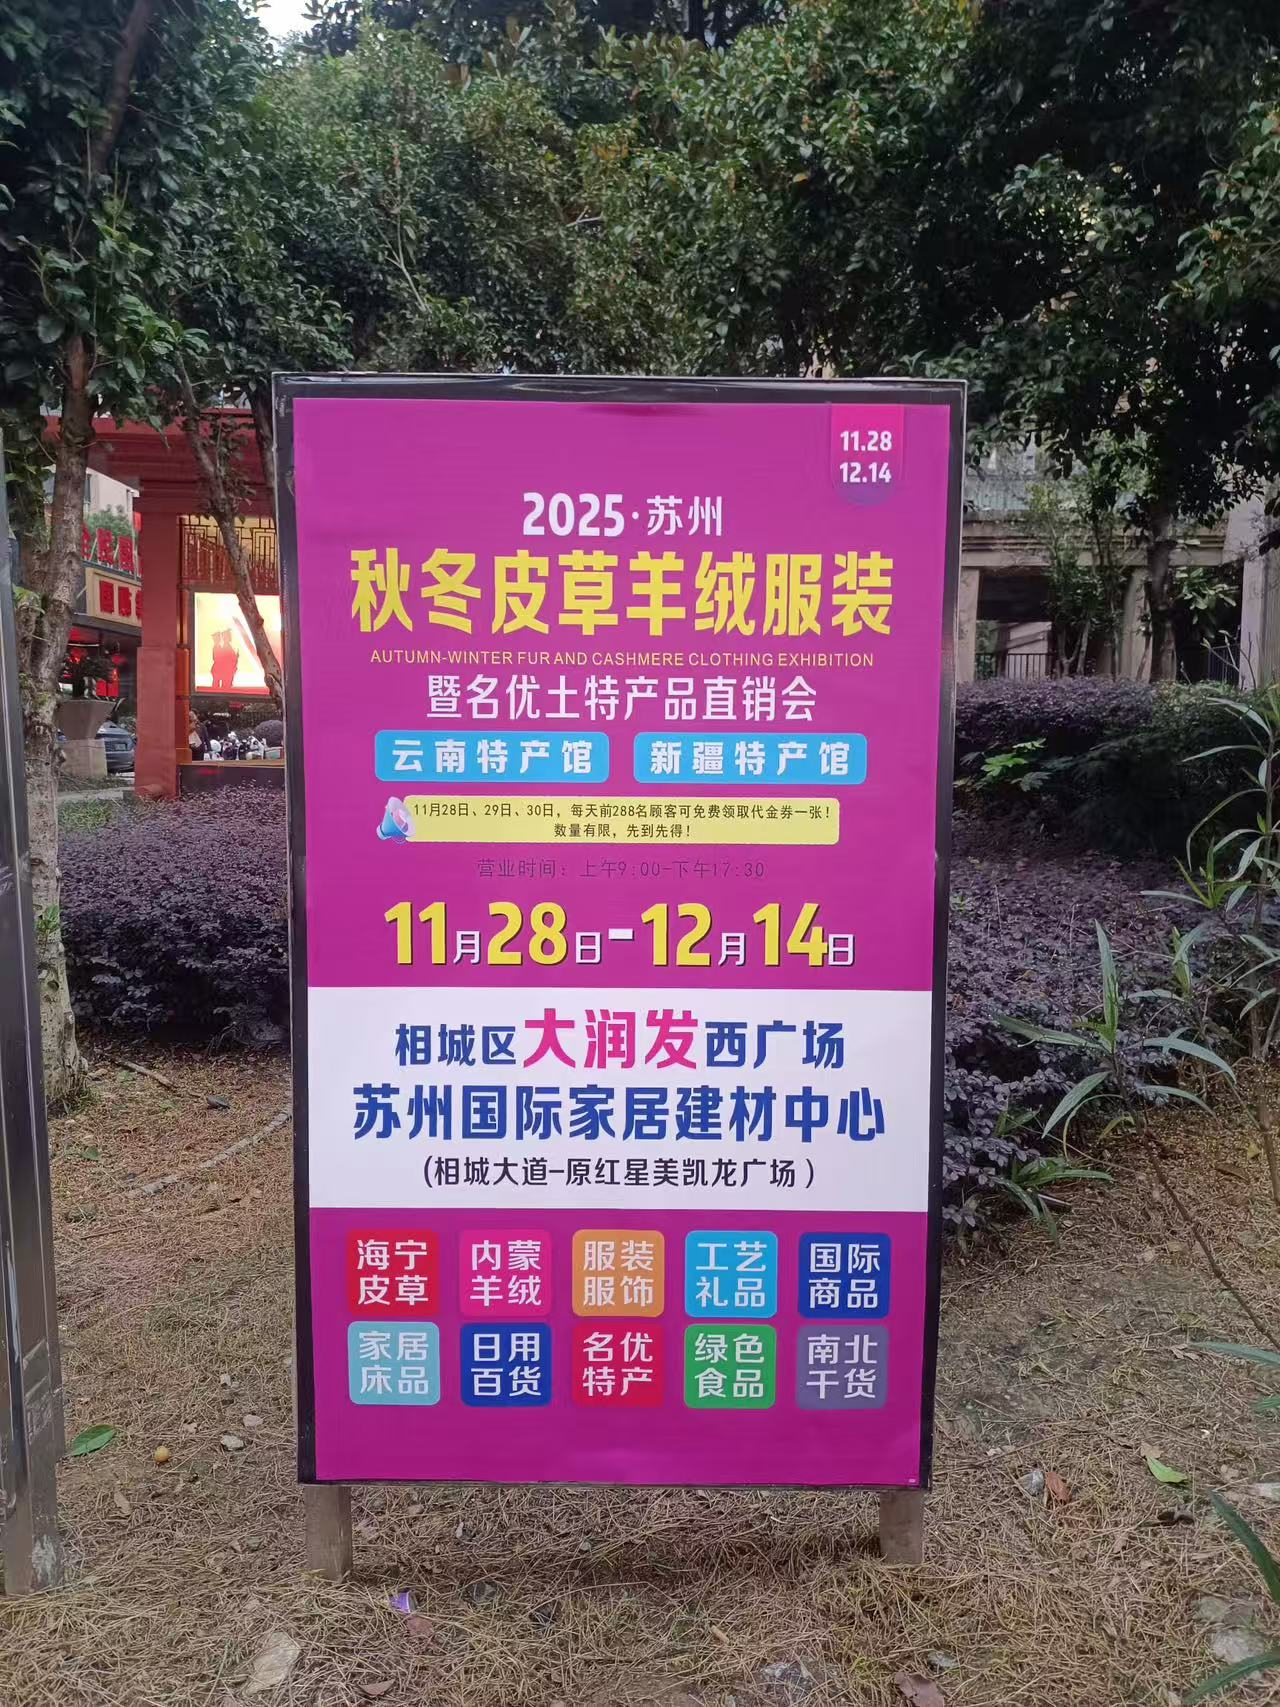 11.28
12.14
2025·苏州
秋冬皮草羊绒服装
AUTUMN-WINTER FUR AND CASHMERE CLOTHING EXHIBITION
暨名优土特产品直销会
云南特产馆 新疆特产馆
11月28日、29日、30日，每天前288名顾客可免费领取代金券一张！
数量有限，先到先得！
营业时间：上午9:00-下午17:30
11月28日-12月14日
相城区大润发西广场
苏州国际家居建材中心
(相城大道-原红星美凯龙广场)
海宁 内蒙 服装 工艺 国际
皮草 羊绒 服饰 礼品 商品
家居 日用 名优 绿色 南北
床品 百货 特产 食品 干货